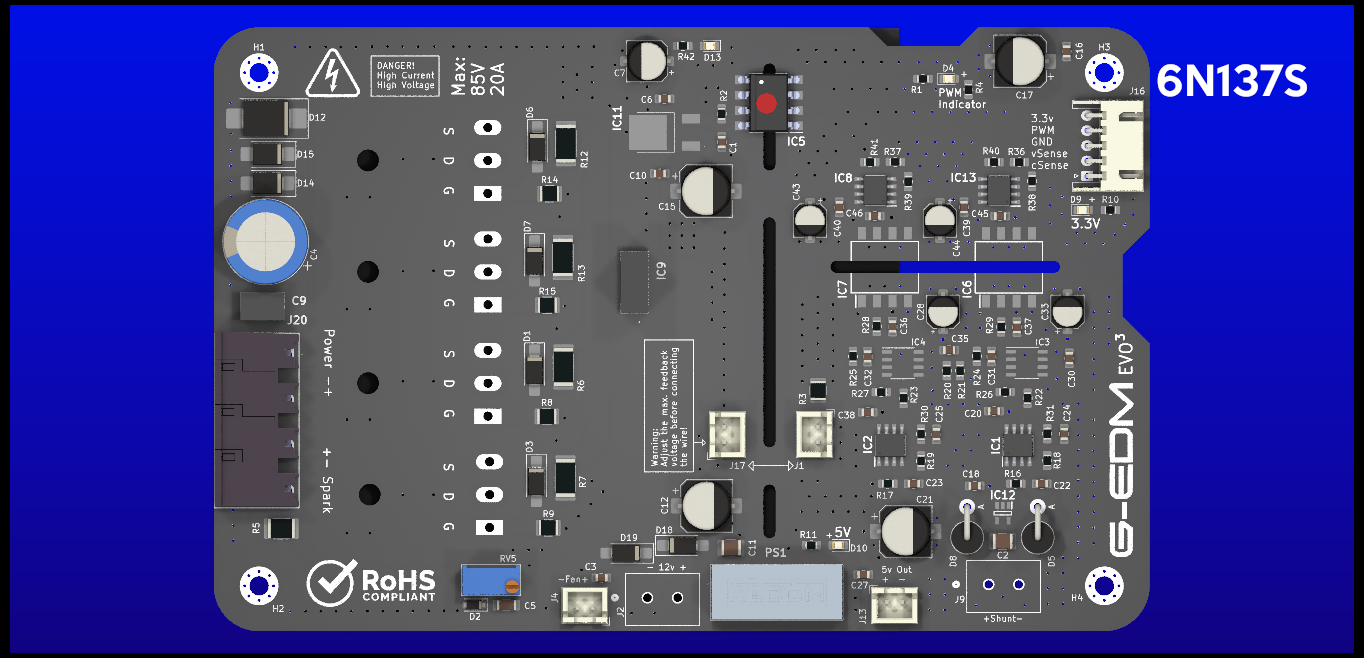 6N137S
H1
DANGER!
High Current
High Voltage
Max:
85V
20A
C7
R42
D13
C17
C16
H3
R1
D4
+
R4
PWM
Indicator
J16
3.3v
PWM
GND
vSense
cSense
D12
D15
D14
C4
C9
J20
Power -+
+- Spark
R5
S
D
G
D6
R12
R14
S
D
G
D7
R13
R15
S
D
G
D1
R6
R8
S
D
G
D3
R7
R9
C6
IC11
R2
C1
IC5
C10
C15
IC9
R41
R37
IC8
R39
C46
C43
C40
R40
R36
IC13
R38
C45
C39
C44
D9 +
R10
3.3V
IC7
IC6
C28
C33
R28
C36
R29
C37
IC4
C35
IC3
R25
C32
R20
R21
R24
C31
C30
R27
R23
R26
R22
R3
C38
R30
C25
C20
R31
C24
IC2
IC1
R19
R18
Warning:
Adjust the max. feedback
voltage before connecting
the wire!
J17
J1
C12
D18
D19
C11
PS1
R11
+
5V
D10
R17
C23
C21
C18
R16
C22
IC12
A
A
D8
C2
D5
G-EDM EVO³
H2
RoHS
COMPLIANT
RV5
D2
C5
C3
-Fen+
J4
- 12v +
J2
C27
5v Out
+ -
J13
J9
+Shunt-
H4